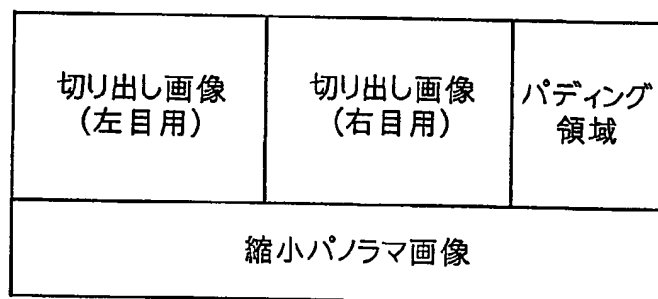 切り出し画像
(左目用)
切り出し画像
(右目用)
パディング
領域
縮小パノラマ画像